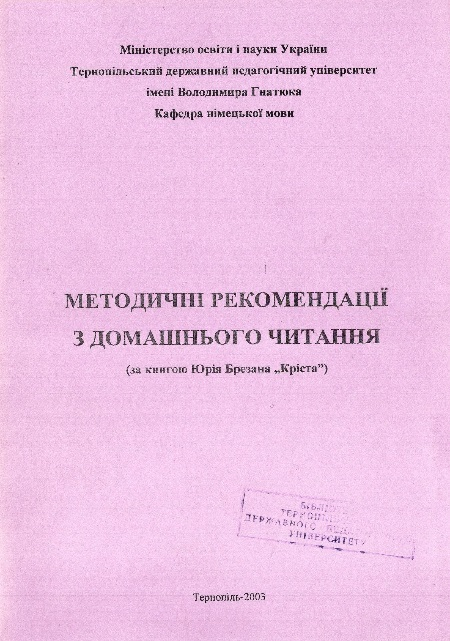 Міністерство освіти і науки України
Тернопільський державний педагогічний університет
імені Володимира Гнатюка
Кафедра німецької мови
МЕТОДИЧНІ РЕКОМЕНДАЦІЇ
З ДОМАШНЬОГО ЧИТАННЯ
(за книгою Юрія Брезана „Кріста”)
ДЕРЖАВНОГО
УНІВЕРСИТЕТУ
Тернопіль-2003